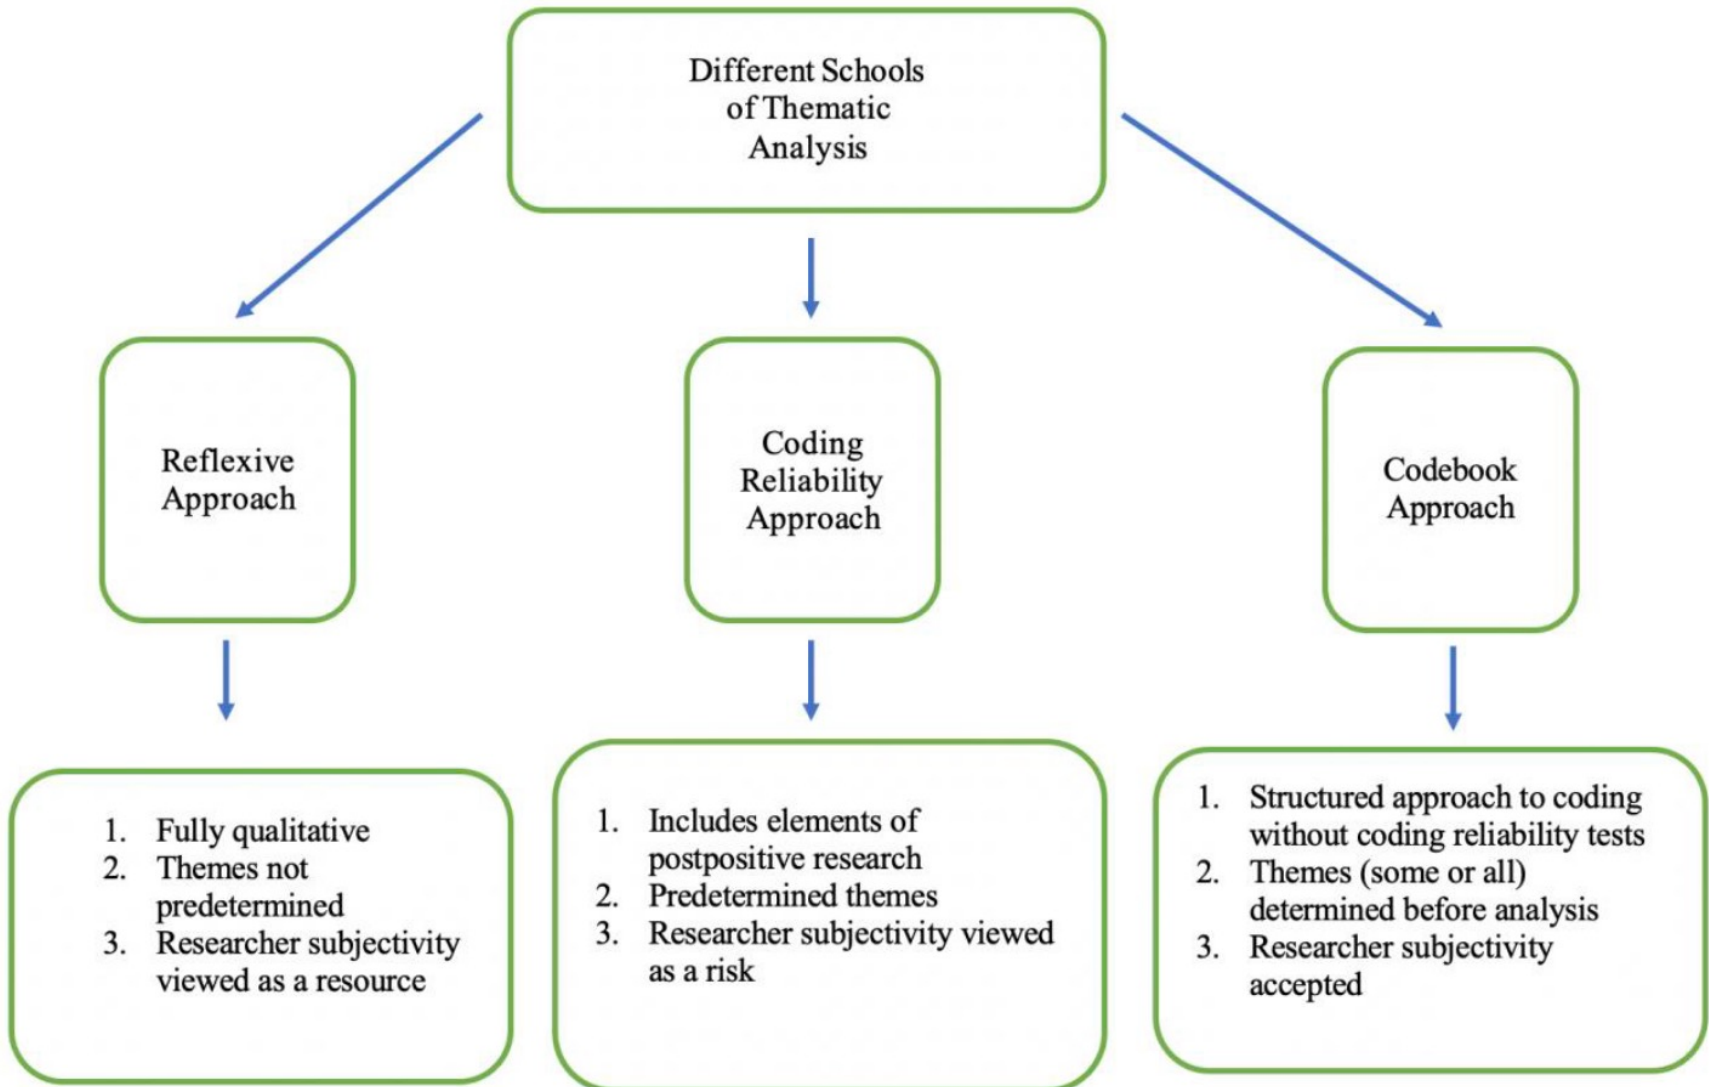 Different Schools
of Thematic
Analysis
Reflexive
Approach
Coding
Reliability
Approach
Codebook
Approach
1. Fully qualitative
2. Themes not
predetermined
3. Researcher subjectivity
viewed as a resource
1. Includes elements of
postpositive research
2. Predetermined themes
3. Researcher subjectivity viewed
as a risk
1. Structured approach to coding
without coding reliability tests
2. Themes (some or all)
determined before analysis
3. Researcher subjectivity
accepted